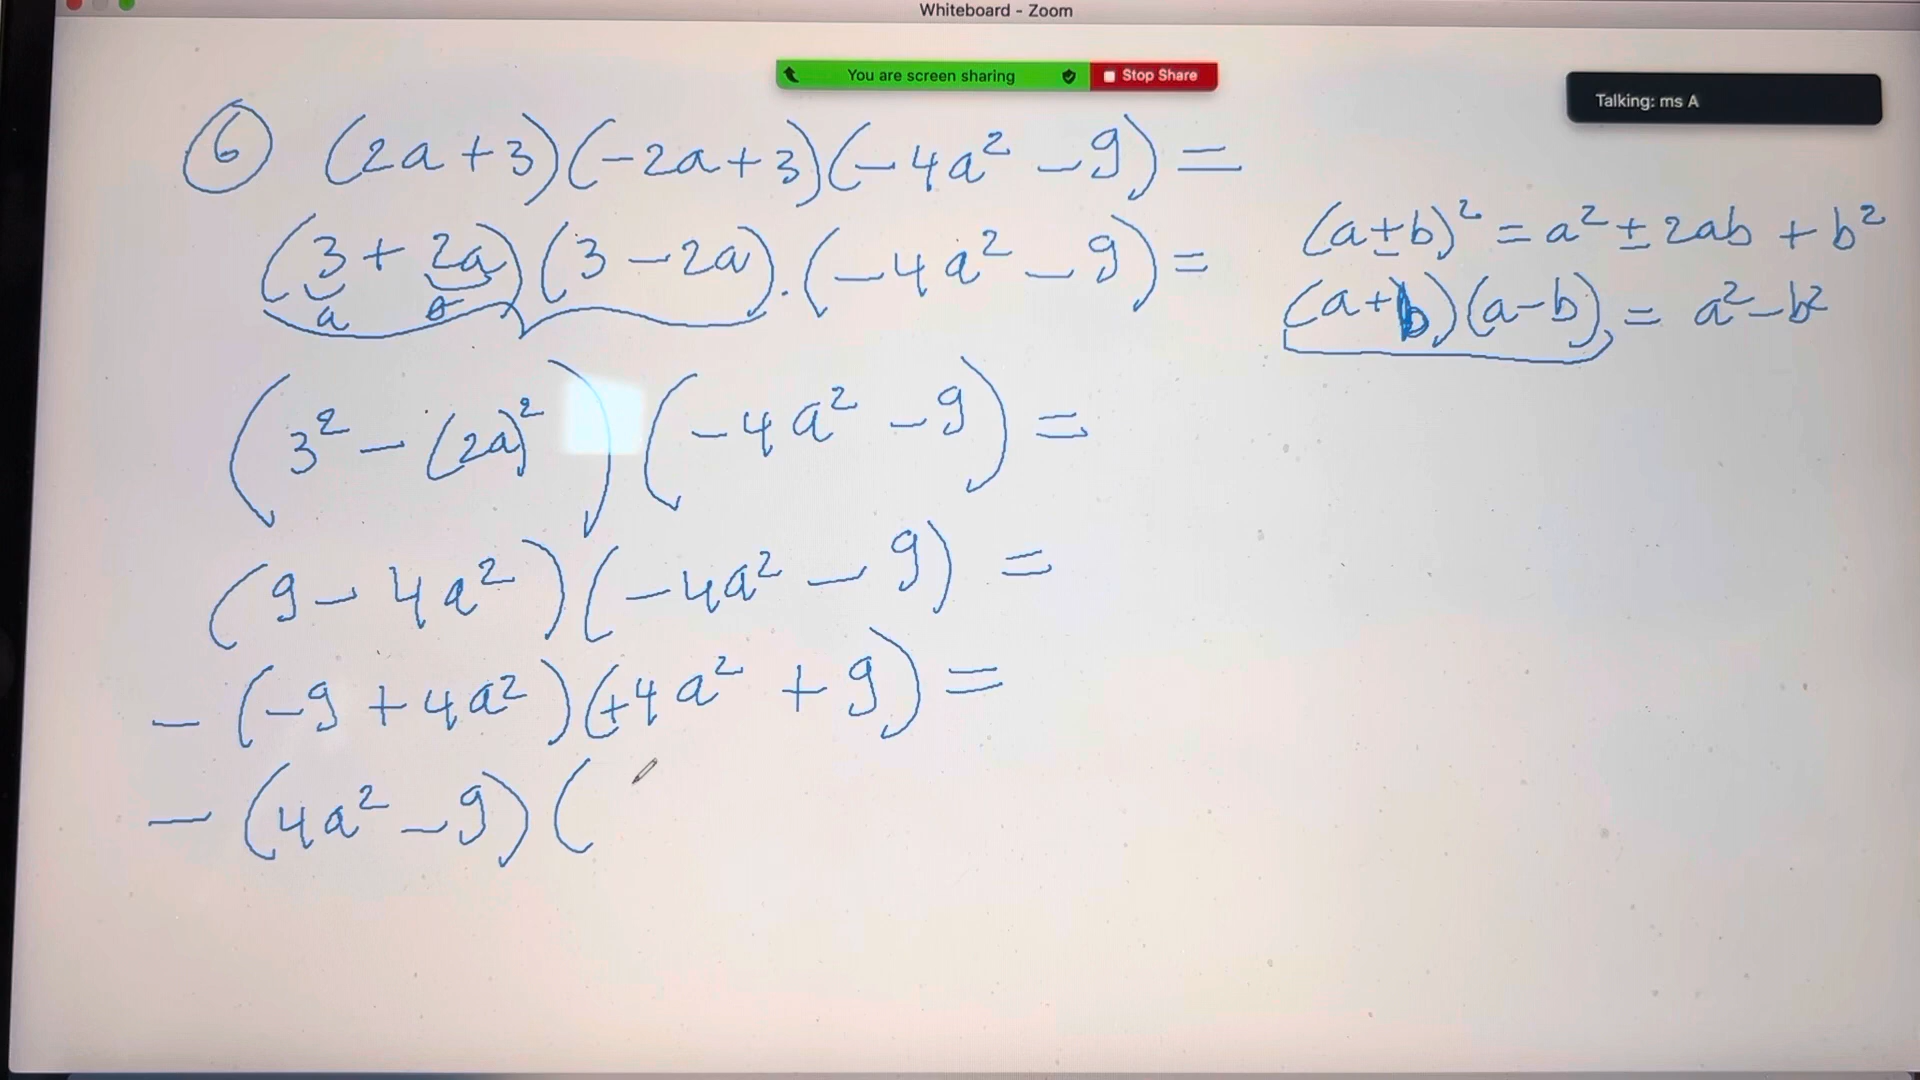 Whiteboard - Zoom
You are screen sharing
Stop Share
Talking: ms A
6 (2a+3)(-2a+3)(-4a² -9)=
(3+2a)(3-2a).(-4a² -9)=
a b
(3² - (2a)²)(-4a² -9)=
(9-4a²)(-4a² -9)=
-(-9+4a²)(+4a² +9)=
-(4a² -9)(
(a±b)² = a² ± 2ab + b²
(a+b)(a-b) = a² - b²